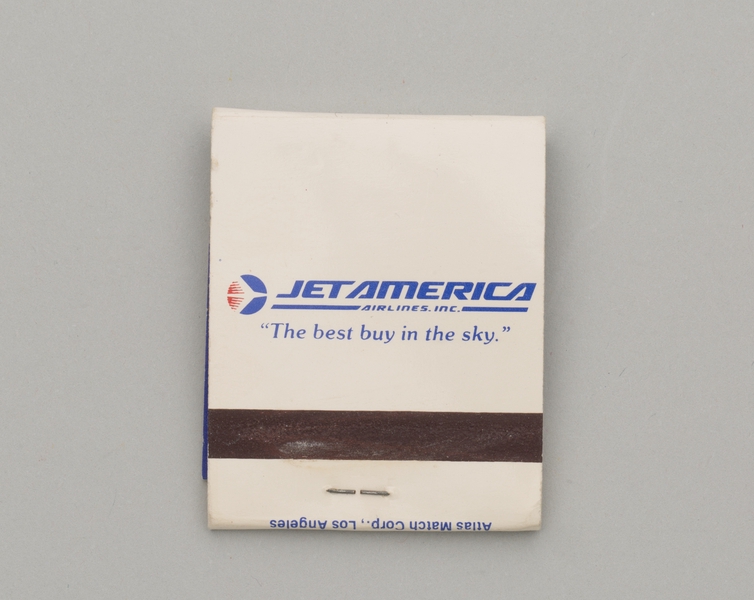 JETAMERICA
AIRLINES, INC.
“The best buy in the sky.”
Atlas Match Corp., Los Angeles